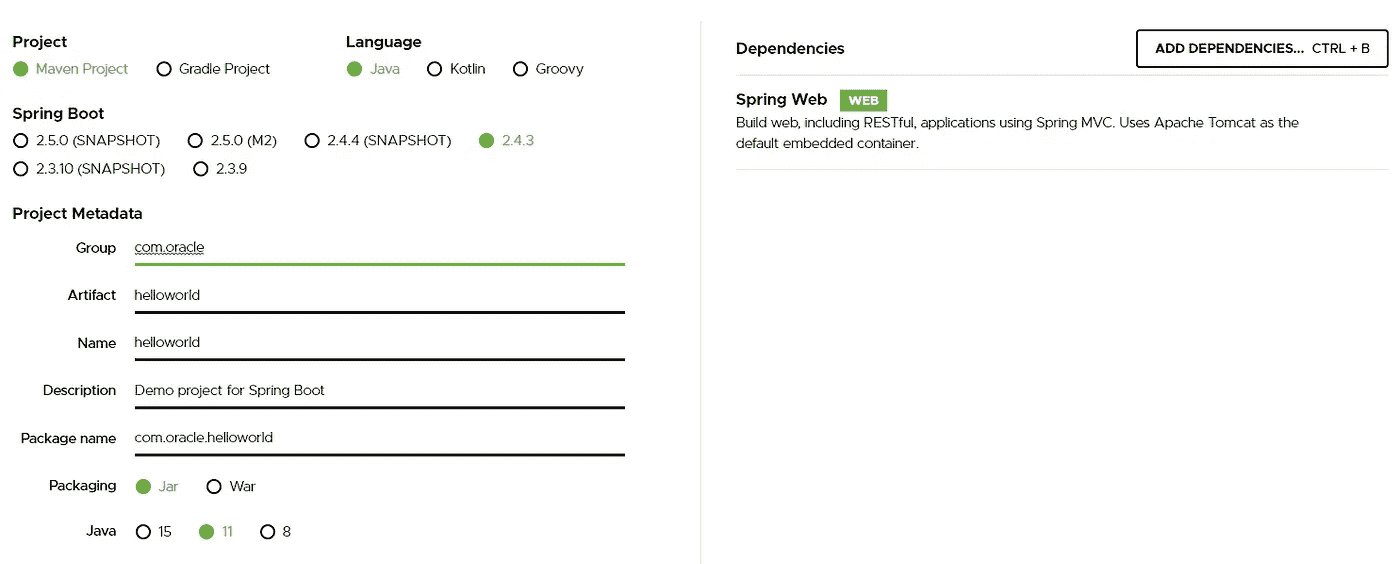 Project
Maven Project Gradle Project
Language
Java Kotlin Groovy
Spring Boot
2.5.0 (SNAPSHOT) 2.5.0 (M2) 2.4.4 (SNAPSHOT) 2.4.3
2.3.10 (SNAPSHOT) 2.3.9
Project Metadata
Group com.oracle
Artifact helloworld
Name helloworld
Description Demo project for Spring Boot
Package name com.oracle.helloworld
Packaging Jar War
Java 15 11 8
Dependencies ADD DEPENDENCIES... CTRL + B
Spring Web WEB
Build web, including RESTful, applications using Spring MVC. Uses Apache Tomcat as the
default embedded container.